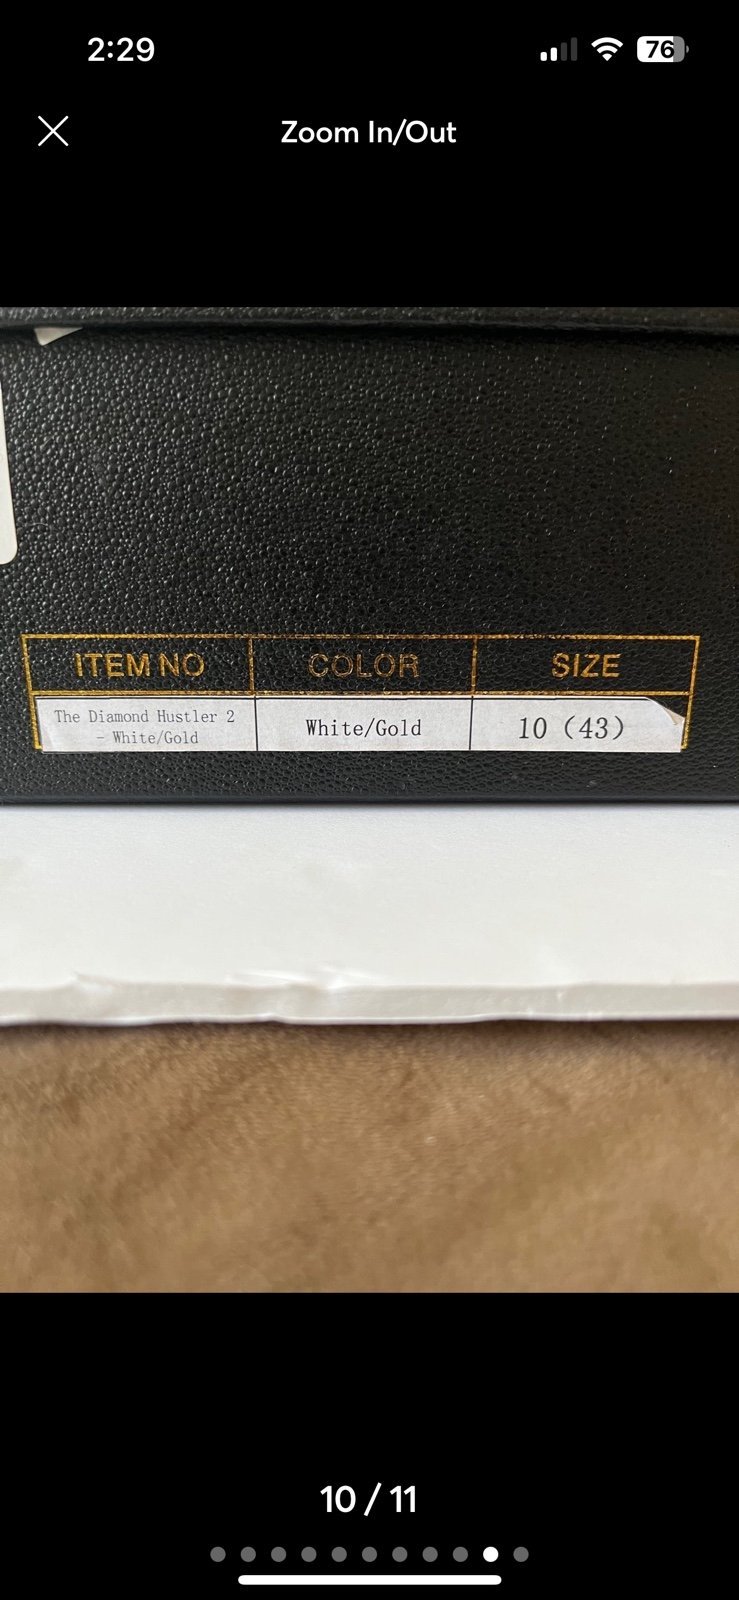 2:29
76
Zoom In/Out
ITEM NO
COLOR
SIZE
The Diamond Hustler 2
- White/Gold
White/Gold
10 (43)
10 / 11